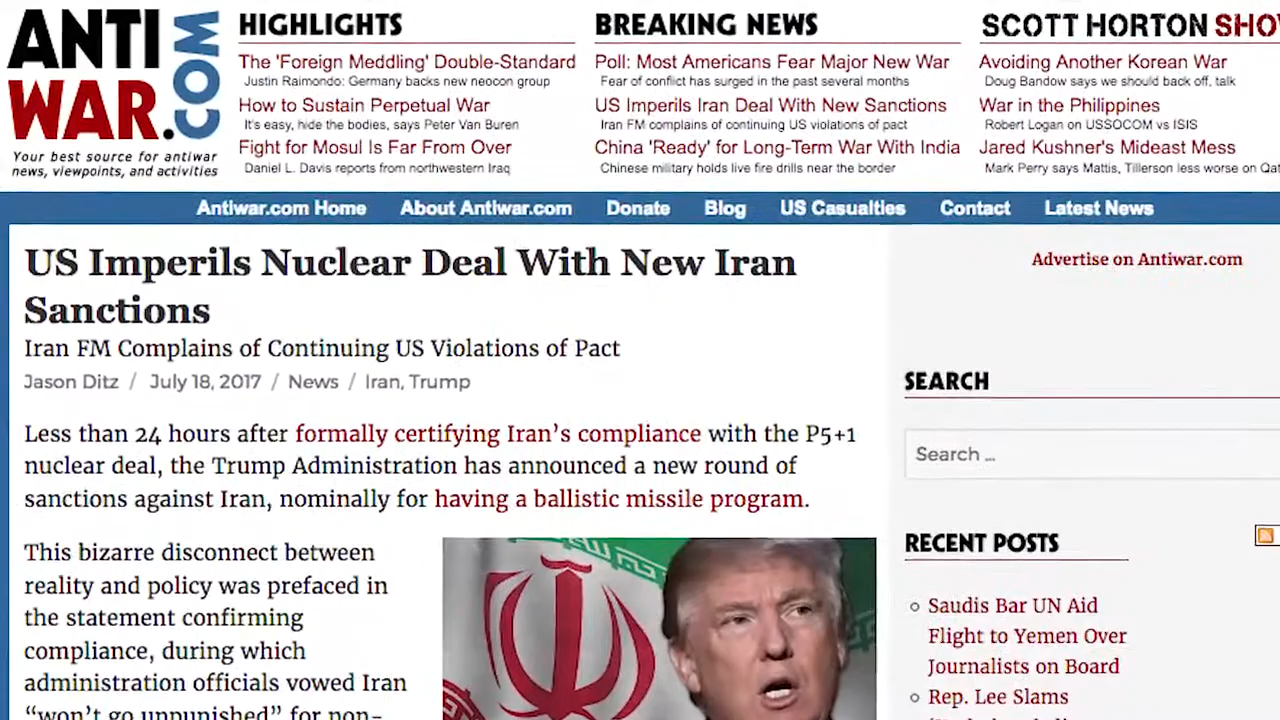 ANTI
WAR.COM
Your best source for antiwar
news, viewpoints, and activities
HIGHLIGHTS
The 'Foreign Meddling' Double-Standard
Justin Raimondo: Germany backs new neocon group
How to Sustain Perpetual War
It's easy, hide the bodies, says Peter Van Buren
Fight for Mosul Is Far From Over
Daniel L. Davis reports from northwestern Iraq
BREAKING NEWS
Poll: Most Americans Fear Major New War
Fear of conflict has surged in the past several months
US Imperils Iran Deal With New Sanctions
Iran FM complains of continuing US violations of pact
China 'Ready' for Long-Term War With India
Chinese military holds live fire drills near the border
SCOTT HORTON SHO
Avoiding Another Korean War
Doug Bandow says we should back off, talk
War in the Philippines
Robert Logan on USSOCOM vs ISIS
Jared Kushner's Mideast Mess
Mark Perry says Mattis, Tillerson less worse on Qat
Antiwar.com Home About Antiwar.com Donate Blog US Casualties Contact Latest News
US Imperils Nuclear Deal With New Iran
Sanctions
Iran FM Complains of Continuing US Violations of Pact
Jason Ditz / July 18, 2017 / News / Iran, Trump
Less than 24 hours after formally certifying Iran's compliance with the P5+1
nuclear deal, the Trump Administration has announced a new round of
sanctions against Iran, nominally for having a ballistic missile program.
This bizarre disconnect between
reality and policy was prefaced in
the statement confirming
compliance, during which
administration officials vowed Iran
“won't go unpunished” for non-
Advertise on Antiwar.com
SEARCH
Search ...
RECENT POSTS
Saudis Bar UN Aid
Flight to Yemen Over
Journalists on Board
Rep. Lee Slams